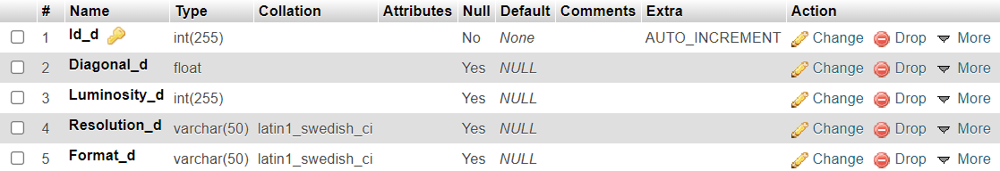 # Name Type Collation Attributes Null Default Comments Extra Action
1 Id_d int(255) No None AUTO_INCREMENT Change Drop More
2 Diagonal_d float Yes NULL Change Drop More
3 Luminosity_d int(255) Yes NULL Change Drop More
4 Resolution_d varchar(50) latin1_swedish_ci Yes NULL Change Drop More
5 Format_d varchar(50) latin1_swedish_ci Yes NULL Change Drop More